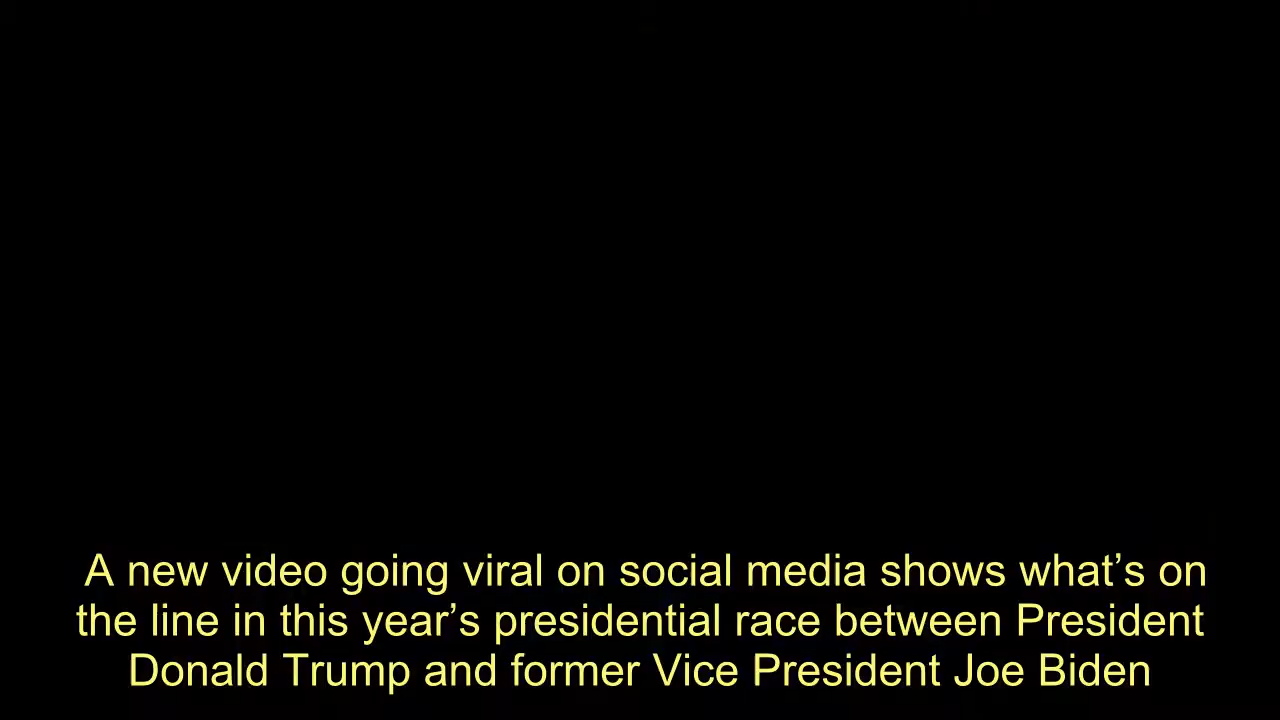 A new video going viral on social media shows what’s on
the line in this year’s presidential race between President
Donald Trump and former Vice President Joe Biden